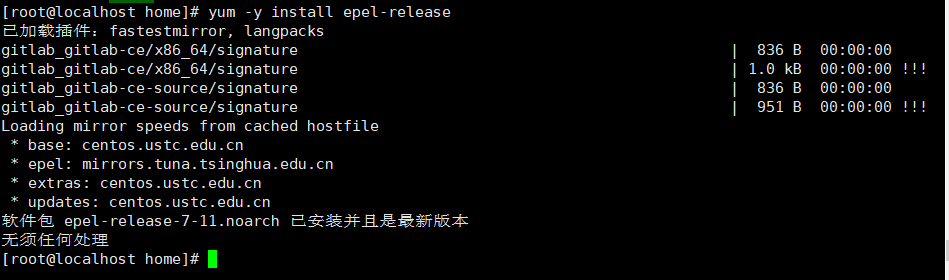 [root@localhost home]# yum -y install epel-release
已加载插件：fastestmirror, langpacks
gitlab_gitlab-ce/x86_64/signature | 836 B 00:00:00
gitlab_gitlab-ce/x86_64/signature | 1.0 kB 00:00:00 !!!
gitlab_gitlab-ce-source/signature | 836 B 00:00:00
gitlab_gitlab-ce-source/signature | 951 B 00:00:00 !!!
Loading mirror speeds from cached hostfile
 * base: centos.ustc.edu.cn
 * epel: mirrors.tuna.tsinghua.edu.cn
 * extras: centos.ustc.edu.cn
 * updates: centos.ustc.edu.cn
软件包 epel-release-7-11.noarch 已安装并且是最新版本
无须任何处理
[root@localhost home]#